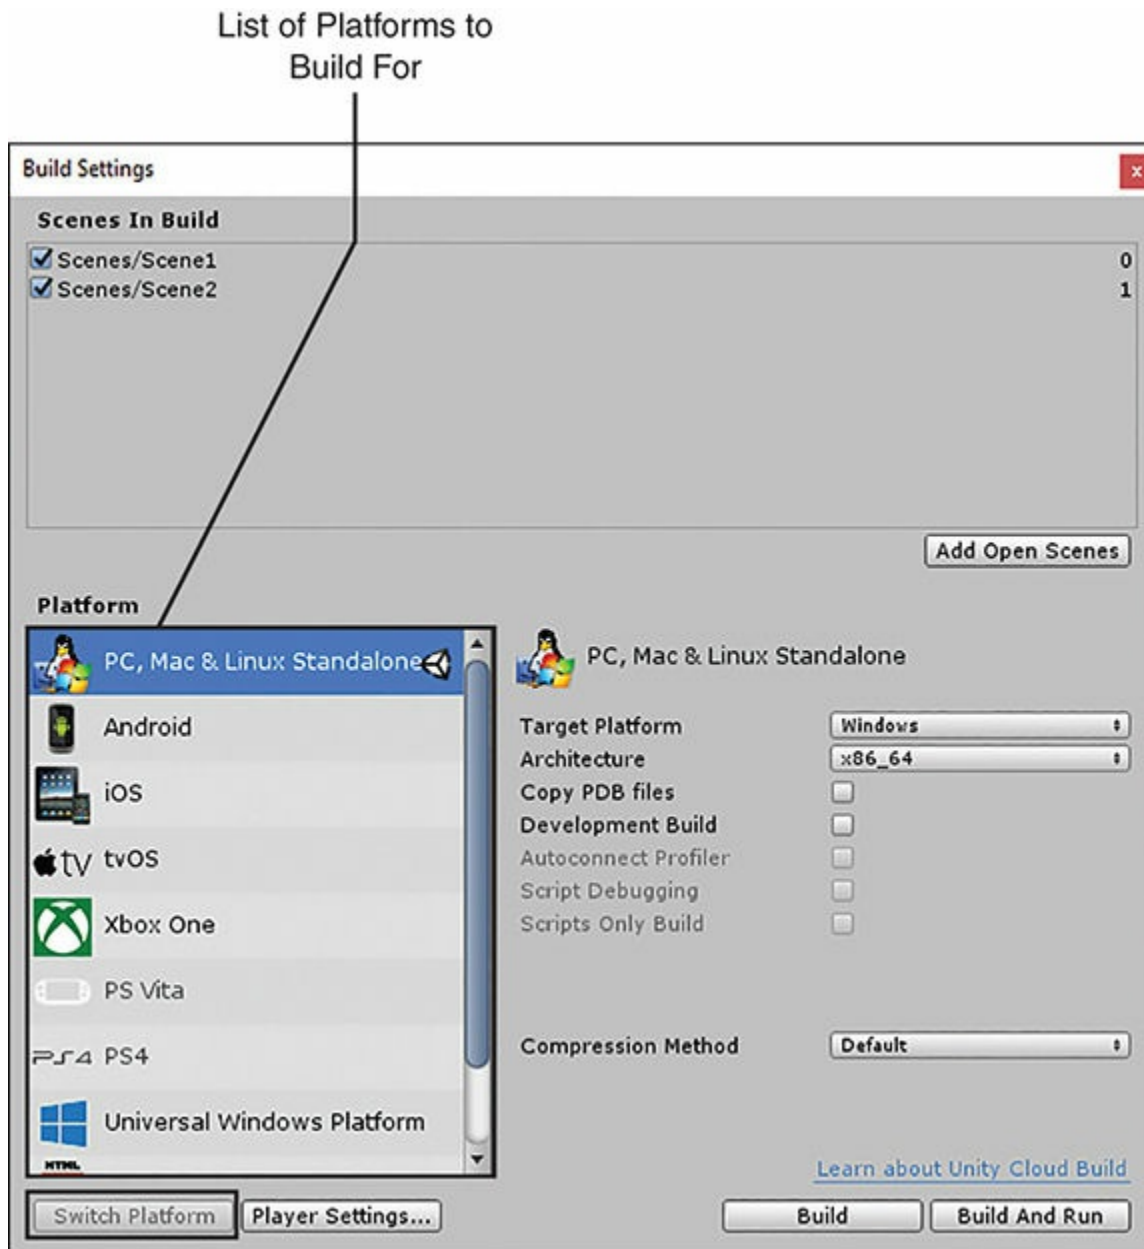 List of Platforms to
Build For
Build Settings
x
Scenes In Build
Scenes/Scene1 0
Scenes/Scene2 1
Add Open Scenes
Platform
PC, Mac & Linux Standalone
Android
iOS
tv tvOS
Xbox One
PS Vita
PS4 PS4
Universal Windows Platform
HTML
PC, Mac & Linux Standalone
Target Platform Windows
Architecture x86_64
Copy PDB files
Development Build
Autoconnect Profiler
Script Debugging
Scripts Only Build
Compression Method Default
Learn about Unity Cloud Build
Switch Platform Player Settings... Build Build And Run